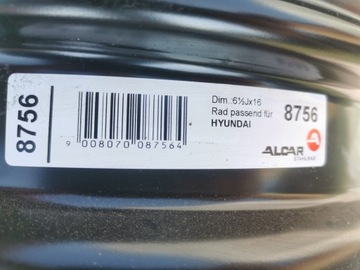 8756
9 008070 087564
Dim.:6½Jx16
Rad passend für
HYUNDAI
8756
ALCAR
STAHLRAD